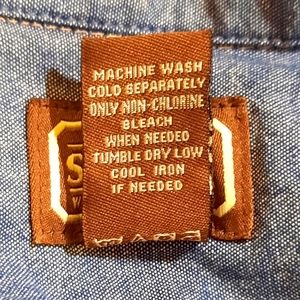 MACHINE WASH
COLD SEPARATELY
ONLY NON-CHLORINE
BLEACH
WHEN NEEDED
TUMBLE DRY LOW
COOL IRON
IF NEEDED